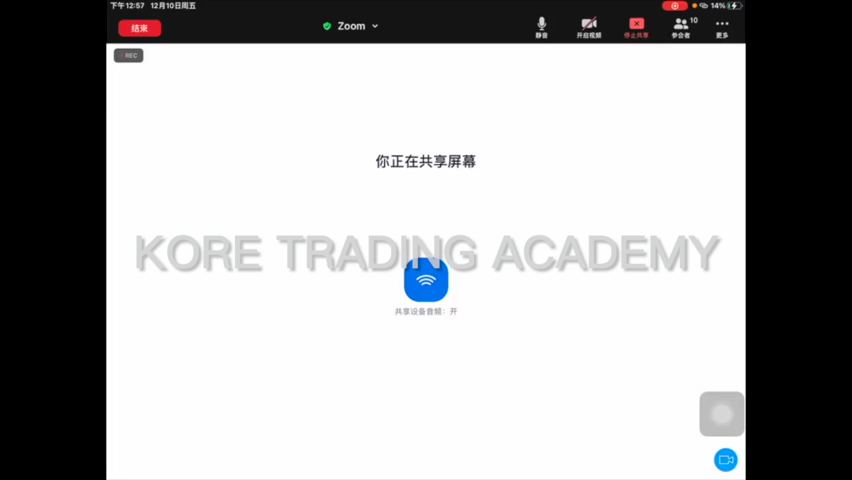 下午12:57 12月10日周五
14%
结束
Zoom
静音
开启视频
停止共享
10
参会者
更多
REC
你正在共享屏幕
KORE TRADING ACADEMY
共享设备音频：开